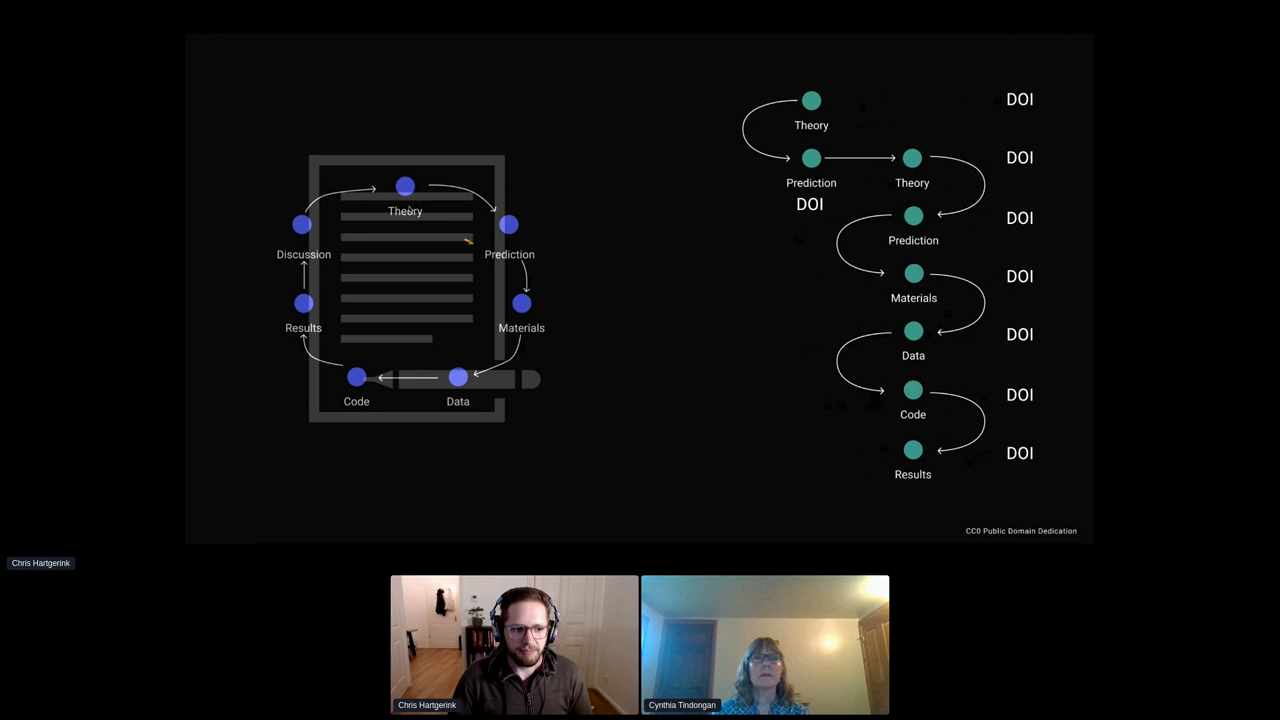 Theory
Discussion
Prediction
Results
Materials
Code
Data
Theory
DOI
Prediction
Theory
DOI
DOI
Prediction
DOI
Materials
DOI
Data
DOI
Code
DOI
Results
DOI
CC0 Public Domain Dedication
Chris Hartgerink
Chris Hartgerink
Cynthia Tindongan